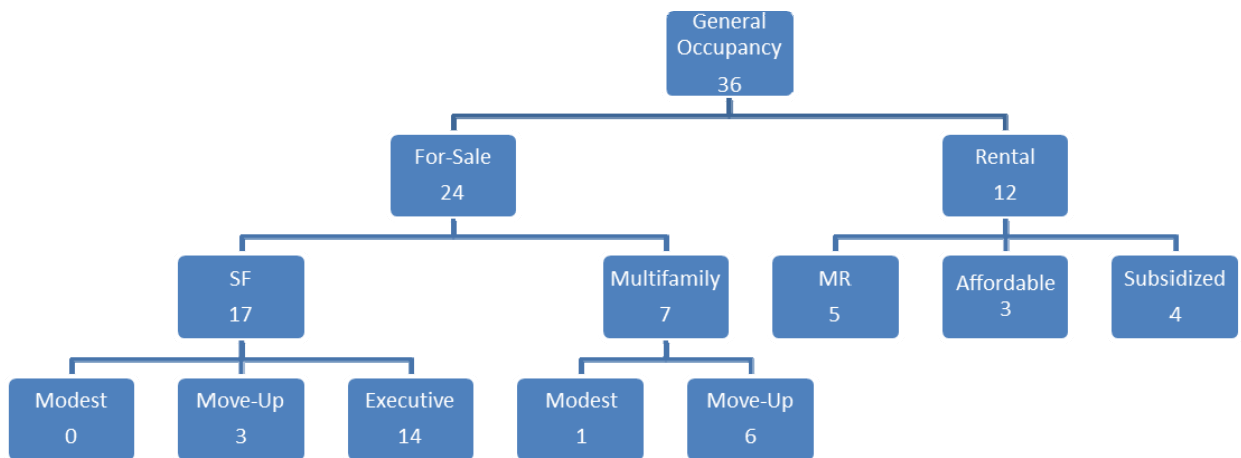 General
Occupancy
36
For-Sale
24
Rental
12
SF
17
Multifamily
7
MR
5
Affordable
3
Subsidized
4
Modest
0
Move-Up
3
Executive
14
Modest
1
Move-Up
6